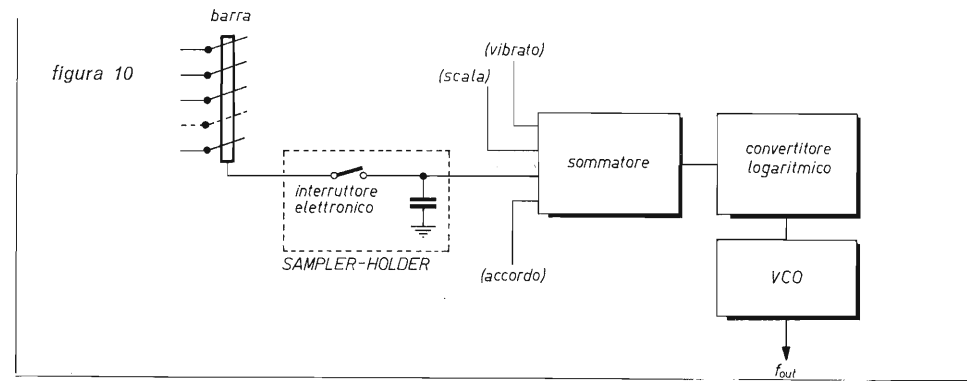 barra
figura 10
(vibrato)
(scala)
sommatore
convertitore
logaritmico
interruttore
elettronico
SAMPLER-HOLDER
(accordo)
VCO
fout